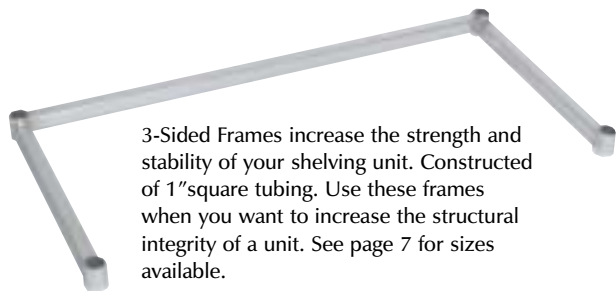 3-Sided Frames increase the strength and
stability of your shelving unit. Constructed
of 1”square tubing. Use these frames
when you want to increase the structural
integrity of a unit. See page 7 for sizes
available.